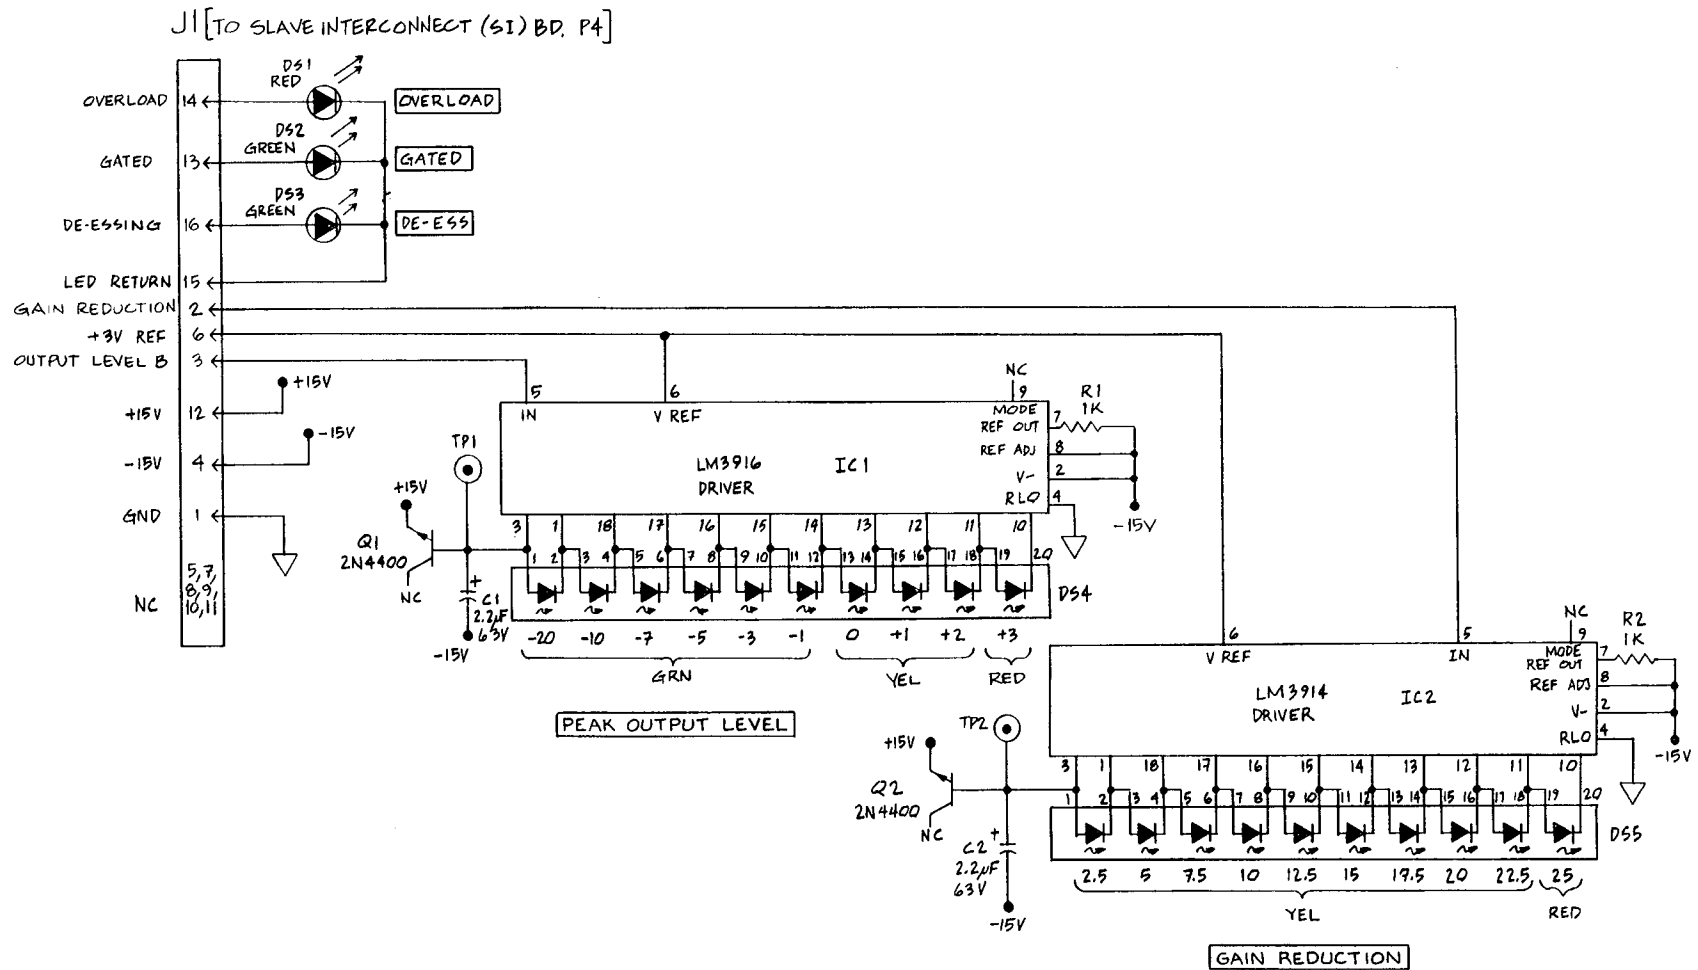 J1 [TO SLAVE INTERCONNECT (SI) BD. P4]
DS1
RED
OVERLOAD 14
OVERLOAD
DS2
GREEN
GATED 13
GATED
DS3
GREEN
DE-ESSING 16
DE-ESS
LED RETURN 15
GAIN REDUCTION 2
+3V REF 6
OUTPUT LEVEL B 3
+15V
+15V 12
-15V
-15V 4
GND 1
NC 5,7, 8,9, 10,11
5 6 NC 9
IN V REF MODE
REF OUT 7
R1
1K
REF ADJ 8
V- 2
RLO 4
-15V
LM3916
DRIVER
IC1
TP1
+15V
Q1
2N4400
NC
+
C1
2.2µF
63V
-15V
3 1 18 17 16 15 14 13 12 11 10
1 2 3 4 5 6 7 8 9 10 11 12 13 14 15 16 17 18 19 20
DS4
-20 -10 -7 -5 -3 -1 0 +1 +2 +3
GRN YEL RED
PEAK OUTPUT LEVEL
6 5 NC 9
V REF IN MODE
REF OUT 7
R2
1K
REF ADJ 8
V- 2
RLO 4
-15V
LM3914
DRIVER
IC2
TP2
+15V
Q2
2N4400
NC
+
C2
2.2µF
63V
-15V
3 1 18 17 16 15 14 13 12 11 10
1 2 3 4 5 6 7 8 9 10 11 12 13 14 15 16 17 18 19 20
DS5
2.5 5 7.5 10 12.5 15 17.5 20 22.5 25
YEL RED
GAIN REDUCTION